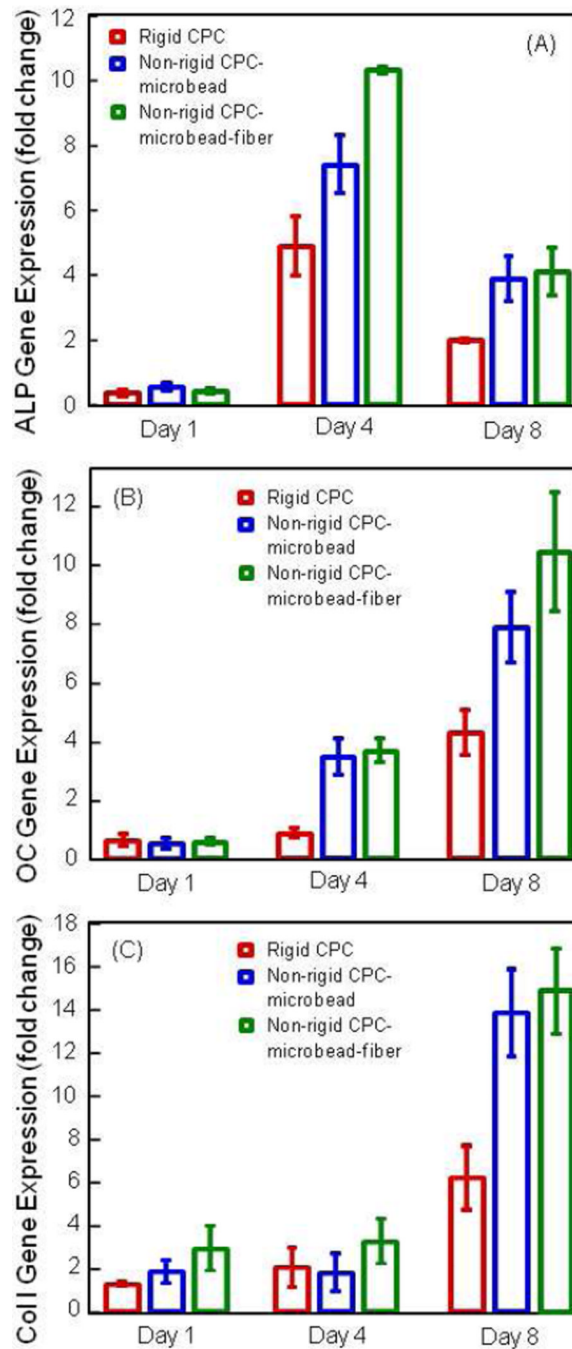 12
10
8
6
4
2
0
ALP Gene Expression (fold change)
Rigid CPC
Non-rigid CPC-
microbead
Non-rigid CPC-
microbead-fiber
(A)
Day 1
Day 4
Day 8
12
10
8
6
4
2
0
OC Gene Expression (fold change)
(B)
Rigid CPC
Non-rigid CPC-
microbead
Non-rigid CPC-
microbead-fiber
Day 1
Day 4
Day 8
18
16
14
12
10
8
6
4
2
0
Col I Gene Expression (fold change)
(C)
Rigid CPC
Non-rigid CPC-
microbead
Non-rigid CPC-
microbead-fiber
Day 1
Day 4
Day 8